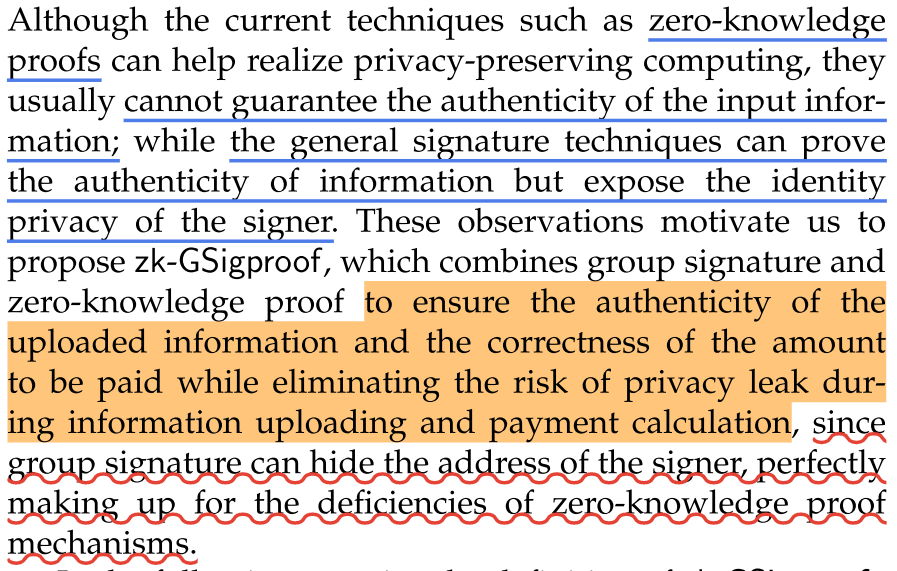 Although the current techniques such as zero-knowledge
proofs can help realize privacy-preserving computing, they
usually cannot guarantee the authenticity of the input infor-
mation; while the general signature techniques can prove
the authenticity of information but expose the identity
privacy of the signer. These observations motivate us to
propose zk-GSigproof, which combines group signature and
zero-knowledge proof to ensure the authenticity of the
uploaded information and the correctness of the amount
to be paid while eliminating the risk of privacy leak dur-
ing information uploading and payment calculation, since
group signature can hide the address of the signer, perfectly
making up for the deficiencies of zero-knowledge proof
mechanisms.